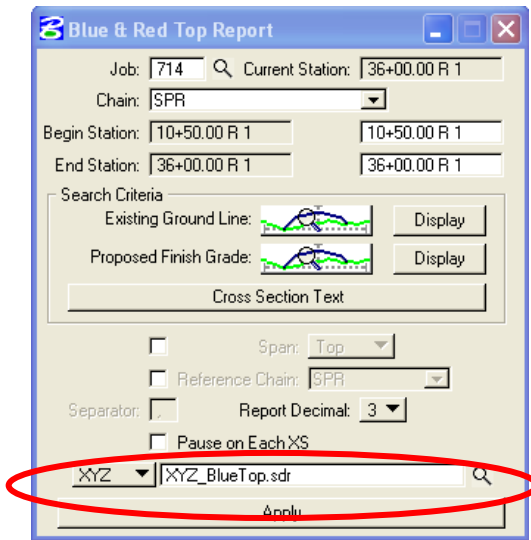 Blue & Red Top Report
Job: 714 Current Station: 36+00.00 R 1
Chain: SPR
Begin Station: 10+50.00 R 1 10+50.00 R 1
End Station: 36+00.00 R 1 36+00.00 R 1
Search Criteria
Existing Ground Line: Display
Proposed Finish Grade: Display
Cross Section Text
Span: Top
Reference Chain: SPR
Separator: , Report Decimal: 3
Pause on Each XS
XYZ XYZ_BlueTop.sdr
Apply